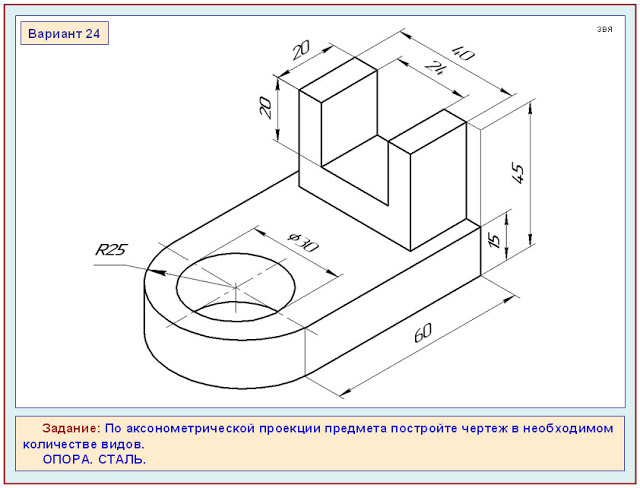 Вариант 24
ЗВЯ
20
40
24
20
45
R25
⌀30
15
60
Задание: По аксонометрической проекции предмета постройте чертеж в необходимом
количестве видов.
ОПОРА. СТАЛЬ.